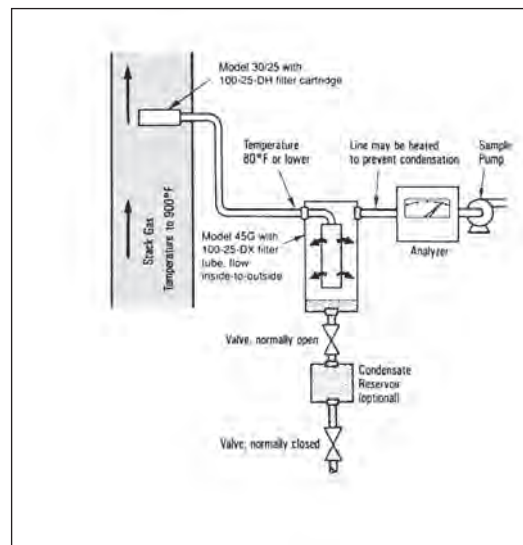 Model 30/25 with
100-25-DH filter cartridge
Temperature
80°F or lower
Line may be heated
to prevent condensation
Sample
Pump
Stack Gas
Temperature to 900°F
Model 45G with
100-25-DX filter
tube, flow
inside-to-outside
Analyzer
Valve, normally open
Condensate
Reservoir
(optional)
Valve, normally closed